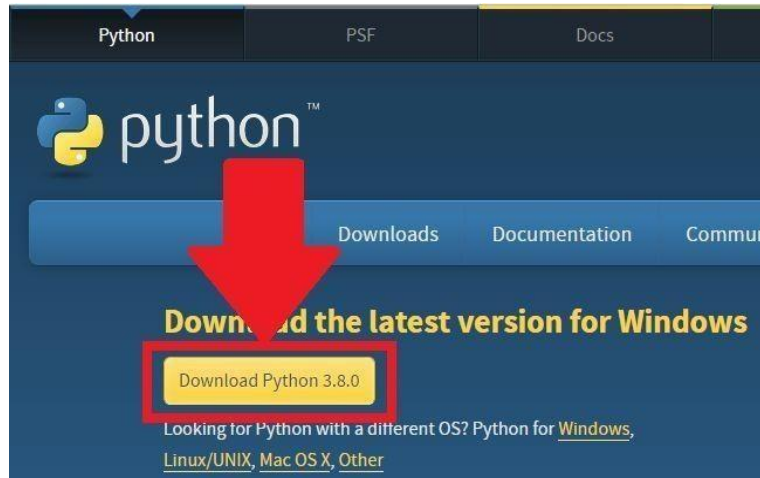 Python PSF Docs
python™
Downloads Documentation
Download the latest version for Windows
Download Python 3.8.0
Looking for Python with a different OS? Python for Windows,
Linux/UNIX, Mac OS X, Other